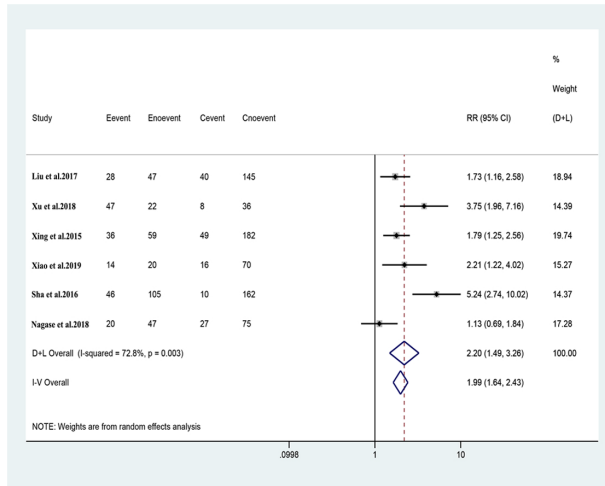 %
Weight
Study Eevent Enoevent Cevent Cnoevent RR (95% CI) (D+L)
Liu et al.2017 28 47 40 145 1.73 (1.16, 2.58) 18.94
Xu et al.2018 47 22 8 36 3.75 (1.96, 7.16) 14.39
Xing et al.2015 36 59 49 182 1.79 (1.25, 2.56) 19.74
Xiao et al.2019 14 20 16 70 2.21 (1.22, 4.02) 15.27
Sha et al.2016 46 105 10 162 5.24 (2.74, 10.02) 14.37
Nagase et al.2018 20 47 27 75 1.13 (0.69, 1.84) 17.28
D+L Overall (I-squared = 72.8%, p = 0.003) 2.20 (1.49, 3.26) 100.00
I-V Overall 1.99 (1.64, 2.43)
NOTE: Weights are from random effects analysis
.0998 1 10